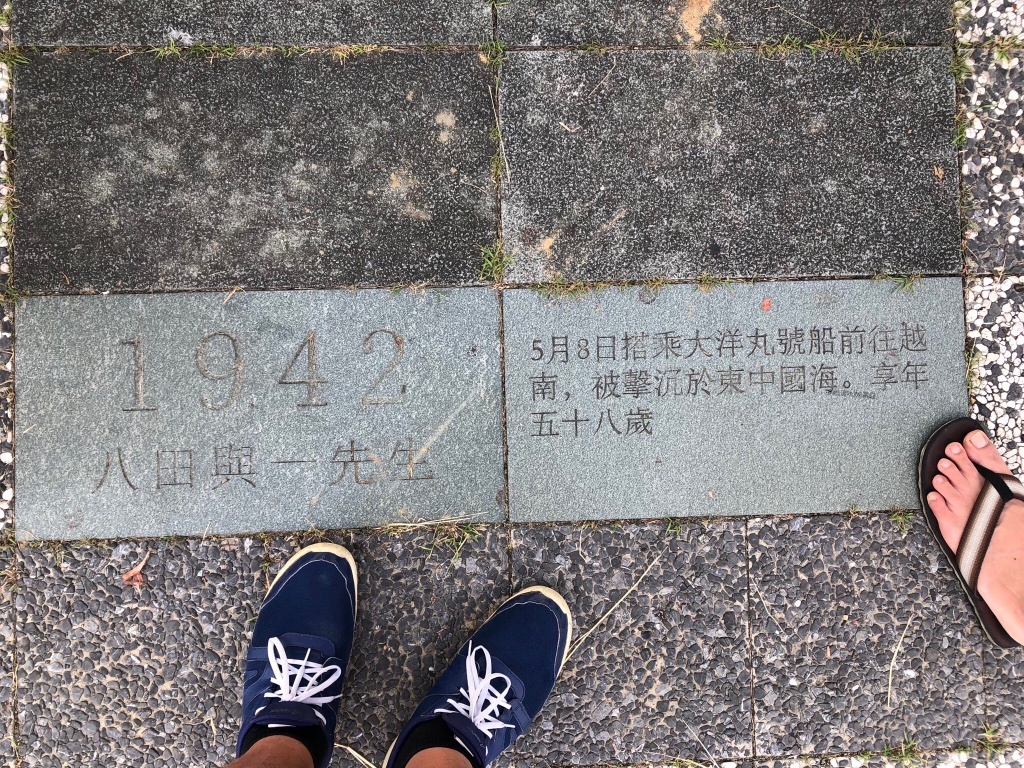 1942
八田與一先生
5月8日搭乘大洋丸號船前往越
南，被擊沉於東中國海。享年
五十八歲